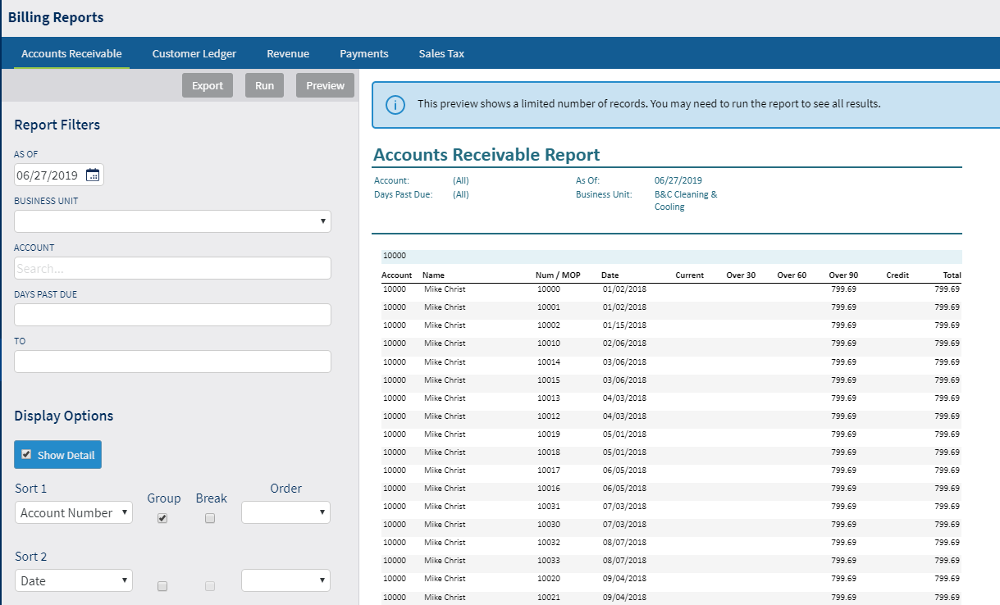 Billing Reports
Accounts Receivable Customer Ledger Revenue Payments Sales Tax
Export Run Preview
Report Filters
AS OF
06/27/2019
BUSINESS UNIT
ACCOUNT
Search...
DAYS PAST DUE
TO
Display Options
Show Detail
Sort 1 Group Break Order
Account Number
Sort 2
Date
This preview shows a limited number of records. You may need to run the report to see all results.
Accounts Receivable Report
Account: (All) As Of: 06/27/2019
Days Past Due: (All) Business Unit: B&C Cleaning &
Cooling
10000
Account Name Num / MOP Date Current Over 30 Over 60 Over 90 Credit Total
10000 Mike Christ 10000 01/02/2018 799.69 799.69
10000 Mike Christ 10001 01/02/2018 799.69 799.69
10000 Mike Christ 10002 01/15/2018 799.69 799.69
10000 Mike Christ 10010 02/06/2018 799.69 799.69
10000 Mike Christ 10014 03/06/2018 799.69 799.69
10000 Mike Christ 10015 03/06/2018 799.69 799.69
10000 Mike Christ 10013 04/03/2018 799.69 799.69
10000 Mike Christ 10012 04/03/2018 799.69 799.69
10000 Mike Christ 10019 05/01/2018 799.69 799.69
10000 Mike Christ 10018 05/01/2018 799.69 799.69
10000 Mike Christ 10017 06/05/2018 799.69 799.69
10000 Mike Christ 10016 06/05/2018 799.69 799.69
10000 Mike Christ 10031 07/03/2018 799.69 799.69
10000 Mike Christ 10030 07/03/2018 799.69 799.69
10000 Mike Christ 10032 08/07/2018 799.69 799.69
10000 Mike Christ 10033 08/07/2018 799.69 799.69
10000 Mike Christ 10020 09/04/2018 799.69 799.69
10000 Mike Christ 10021 09/04/2018 799.69 799.69